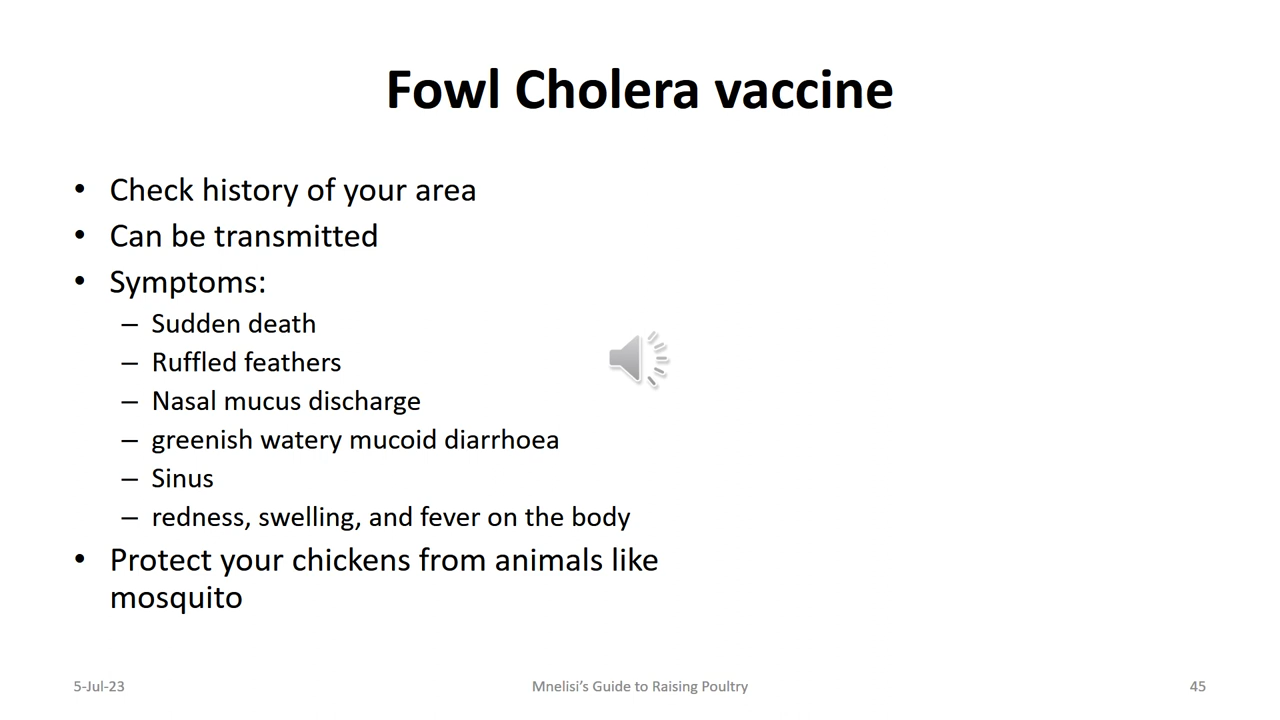 Fowl Cholera vaccine
• Check history of your area
• Can be transmitted
• Symptoms:
– Sudden death
– Ruffled feathers
– Nasal mucus discharge
– greenish watery mucoid diarrhoea
– Sinus
– redness, swelling, and fever on the body
• Protect your chickens from animals like
mosquito
5-Jul-23
Mnelisi’s Guide to Raising Poultry
45